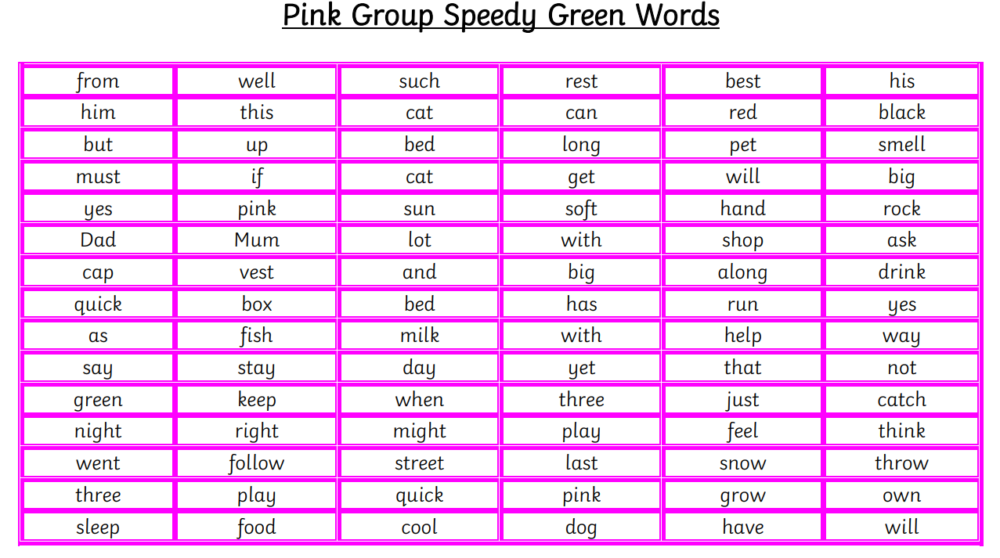 Pink Group Speedy Green Words
from well such rest best his
him this cat can red black
but up bed long pet smell
must if cat get will big
yes pink sun soft hand rock
Dad Mum lot with shop ask
cap vest and big along drink
quick box bed has run yes
as fish milk with help way
say stay day yet that not
green keep when three just catch
night right might play feel think
went follow street last snow throw
three play quick pink grow own
sleep food cool dog have will